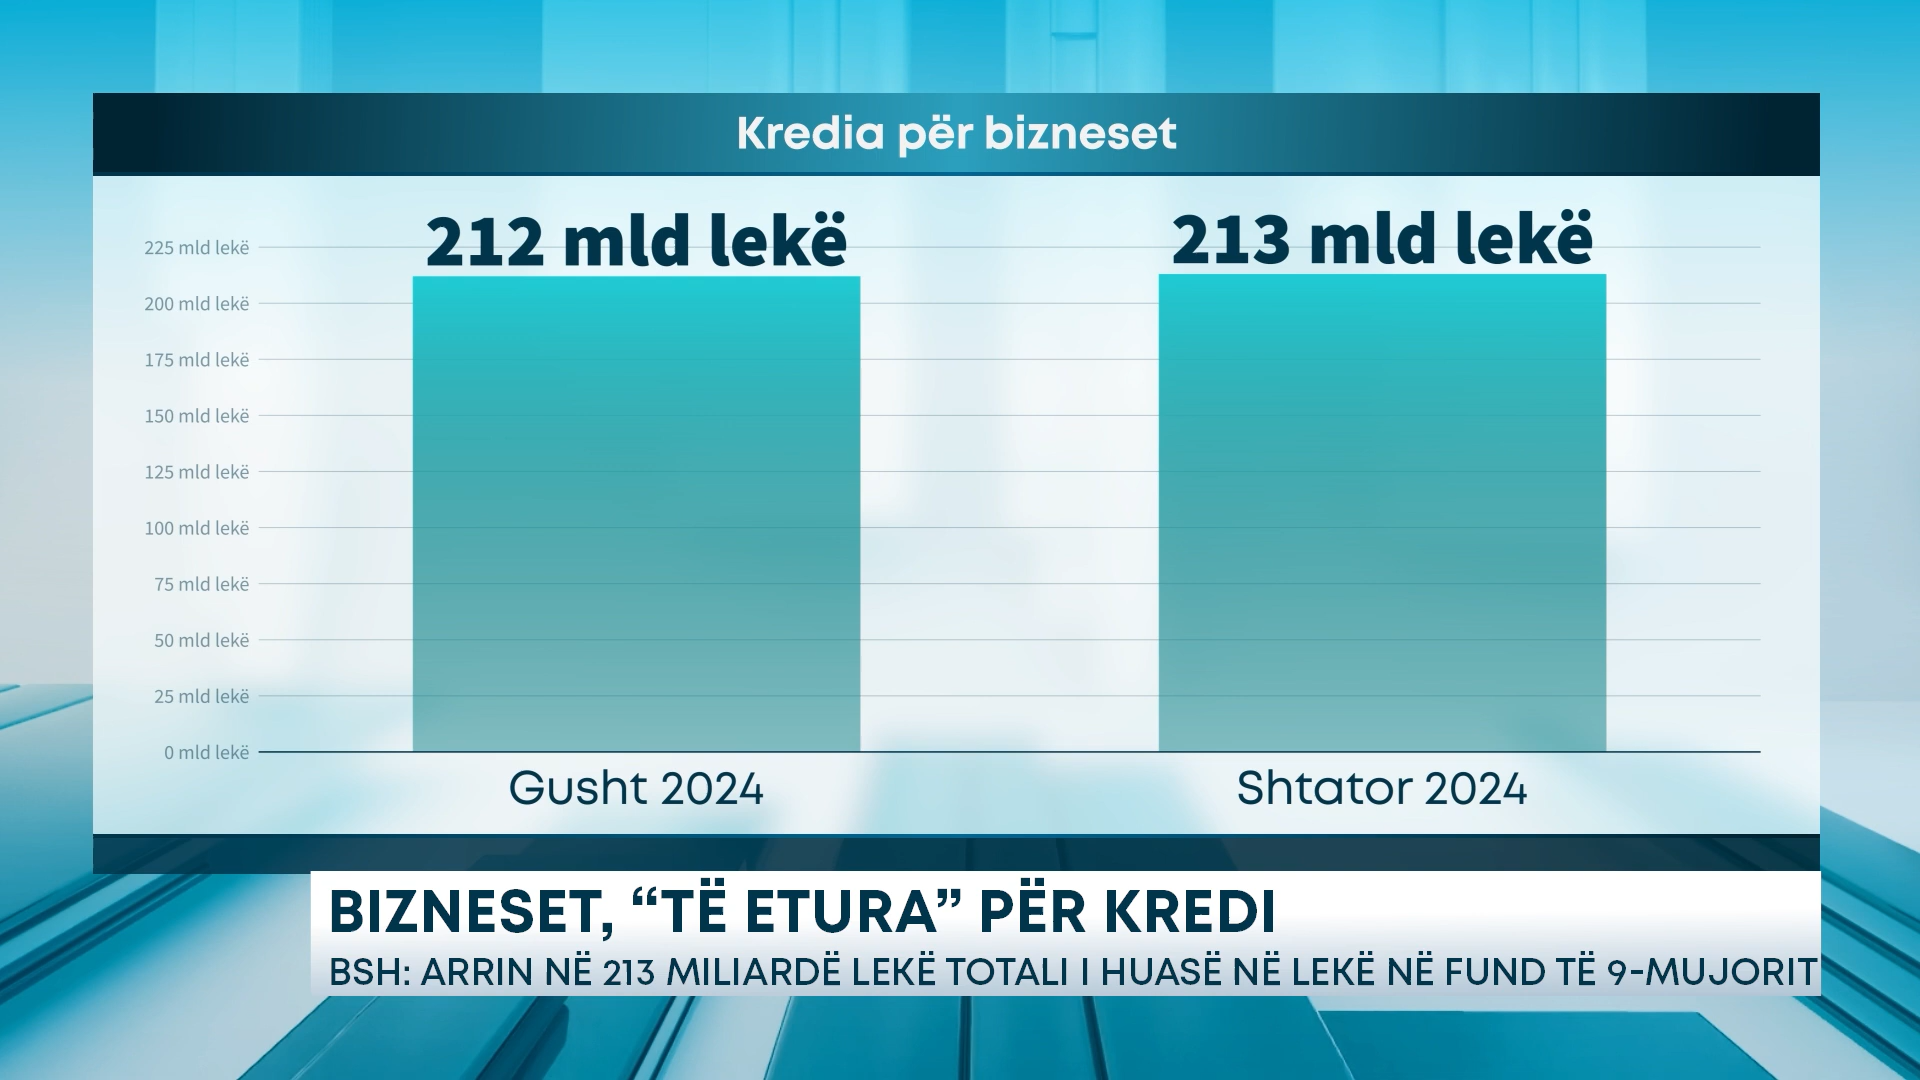 Kredia për bizneset
212 mld lekë
213 mld lekë
225 mld lekë
200 mld lekë
175 mld lekë
150 mld lekë
125 mld lekë
100 mld lekë
75 mld lekë
50 mld lekë
25 mld lekë
0 mld lekë
Gusht 2024
Shtator 2024
BIZNESET, “TË ETURA” PËR KREDI
BSH: ARRIN NË 213 MILIARDË LEKË TOTALI I HUASË NË LEKË NË FUND TË 9-MUJORIT